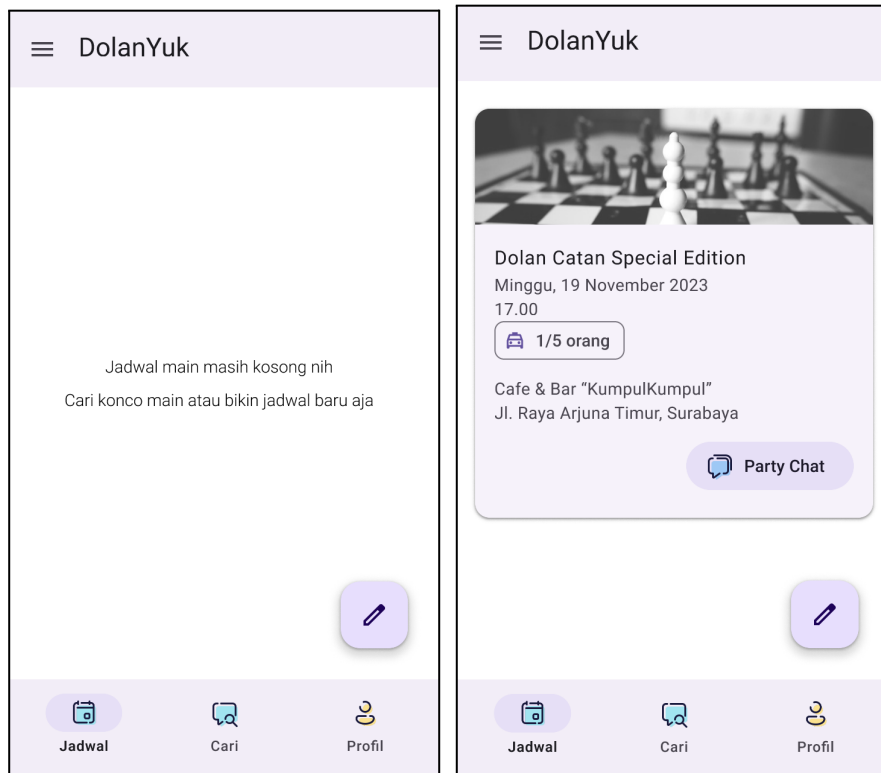 DolanYuk
Jadwal main masih kosong nih
Cari konco main atau bikin jadwal baru aja
Jadwal
Cari
Profil
DolanYuk
Dolan Catan Special Edition
Minggu, 19 November 2023
17.00
1/5 orang
Cafe & Bar “KumpulKumpul”
Jl. Raya Arjuna Timur, Surabaya
Party Chat
Jadwal
Cari
Profil